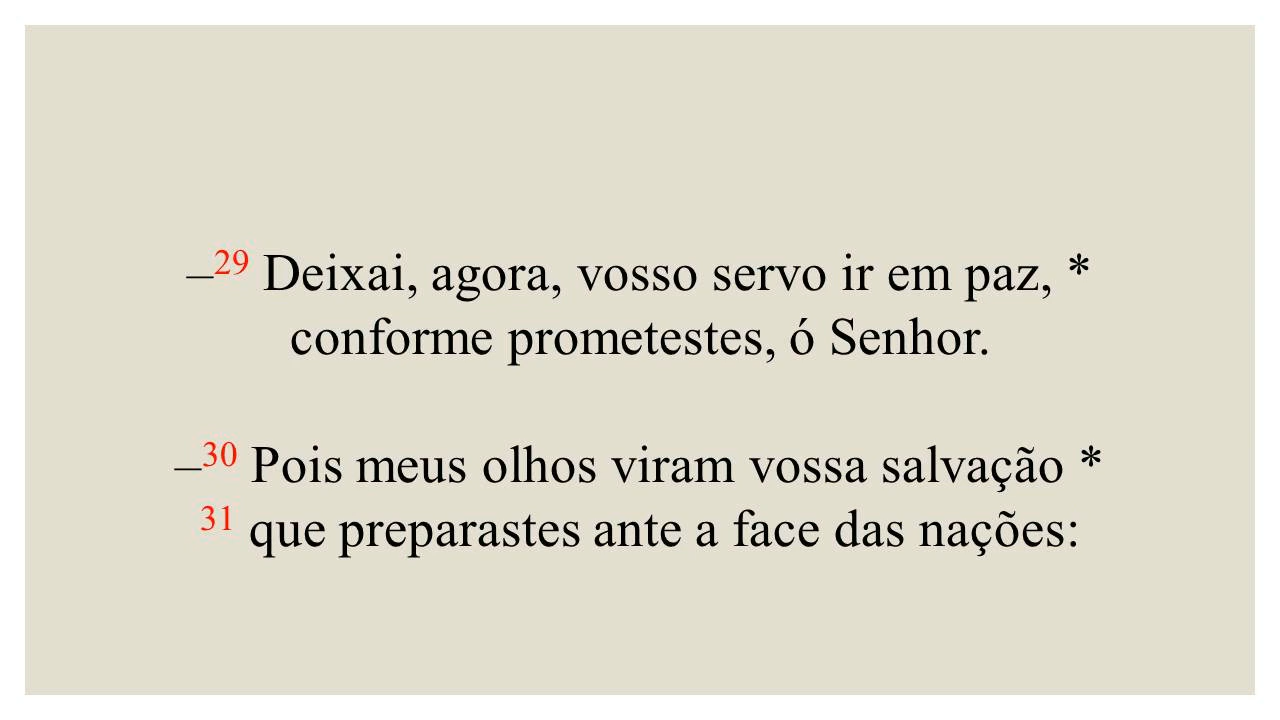 –29 Deixai, agora, vosso servo ir em paz, *
conforme prometestes, ó Senhor.
–30 Pois meus olhos viram vossa salvação *
31 que preparastes ante a face das nações: